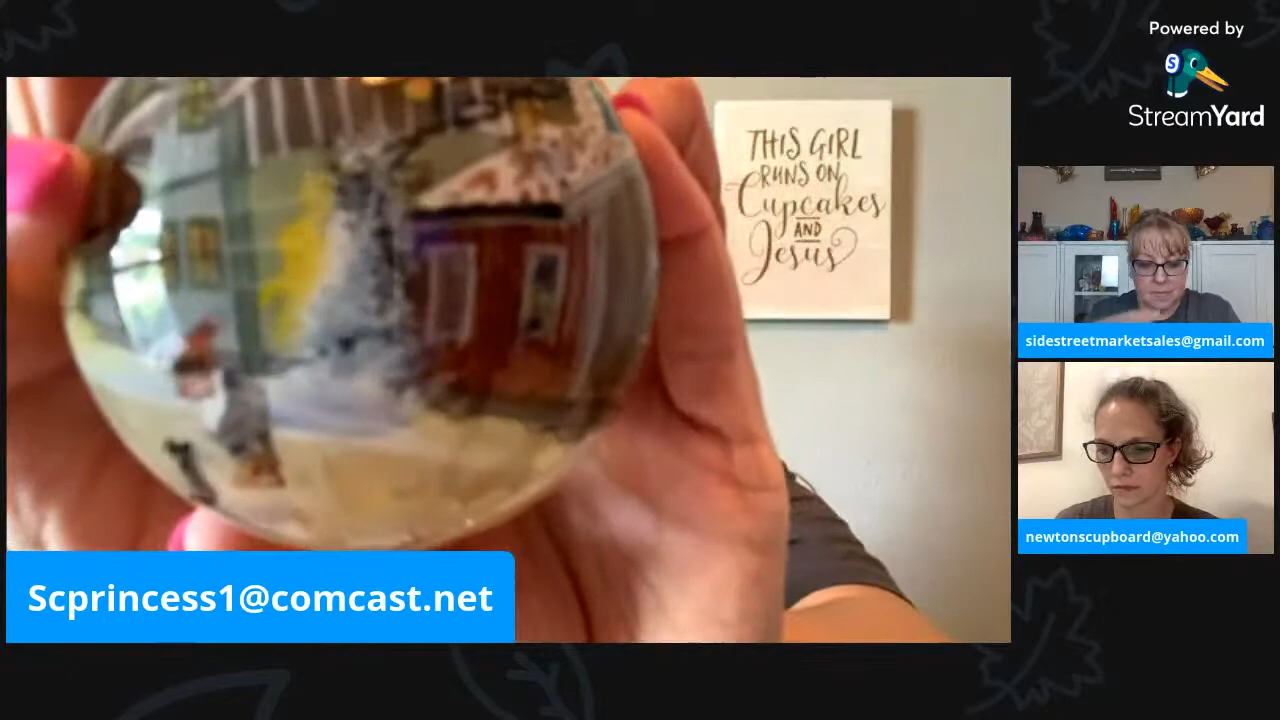 Powered by
StreamYard
THIS GIRL
RUNS ON
Cupcakes
AND
Jesus
sidestreetmarketsales@gmail.com
newtonscupboard@yahoo.com
Scprincess1@comcast.net